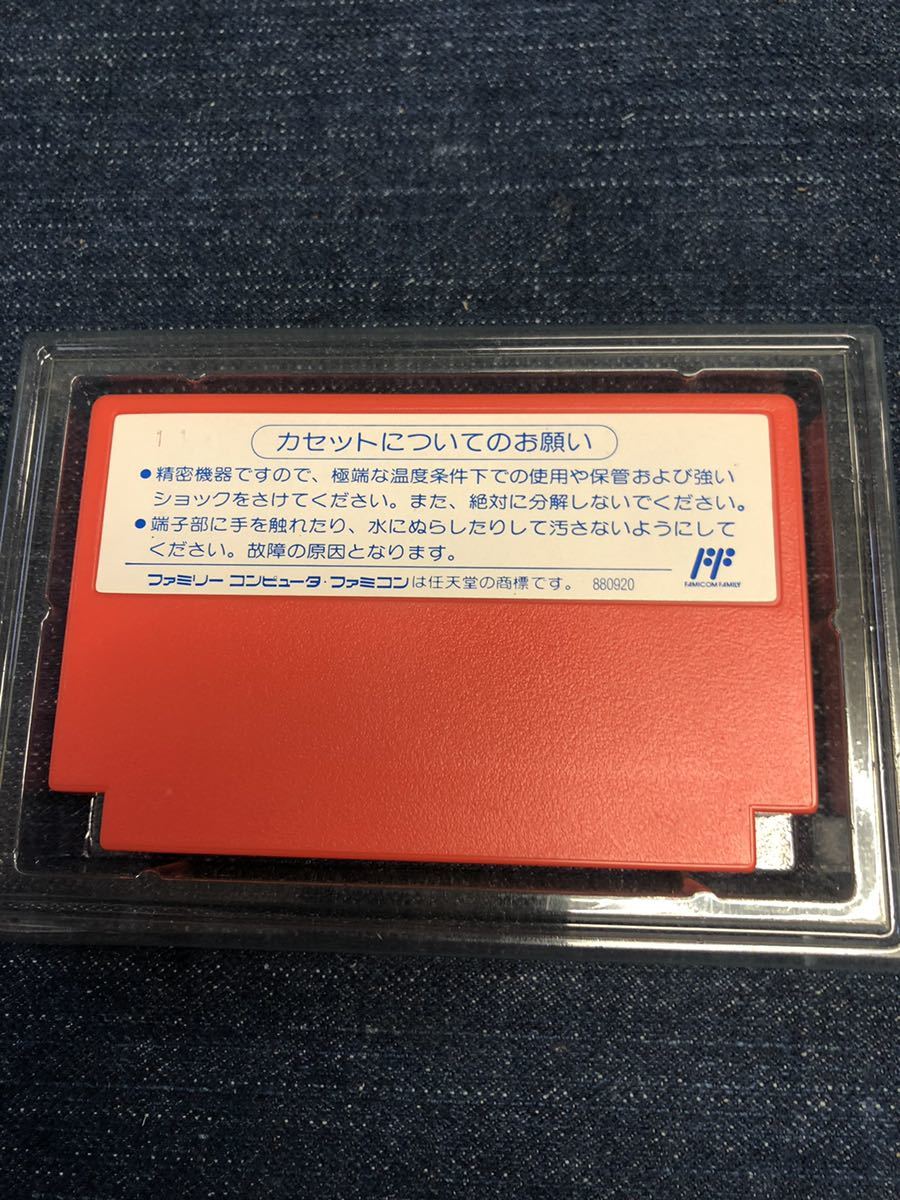 11
カセットについてのお願い
●精密機器ですので、極端な温度条件下での使用や保管および強い
ショックをさけてください。また、絶対に分解しないでください。
●端子部に手を触れたり、水にぬらしたりして汚さないようにして
ください。故障の原因となります。
FAMICOM FAMILY
ファミリー コンピュータ・ファミコンは任天堂の商標です。 880920